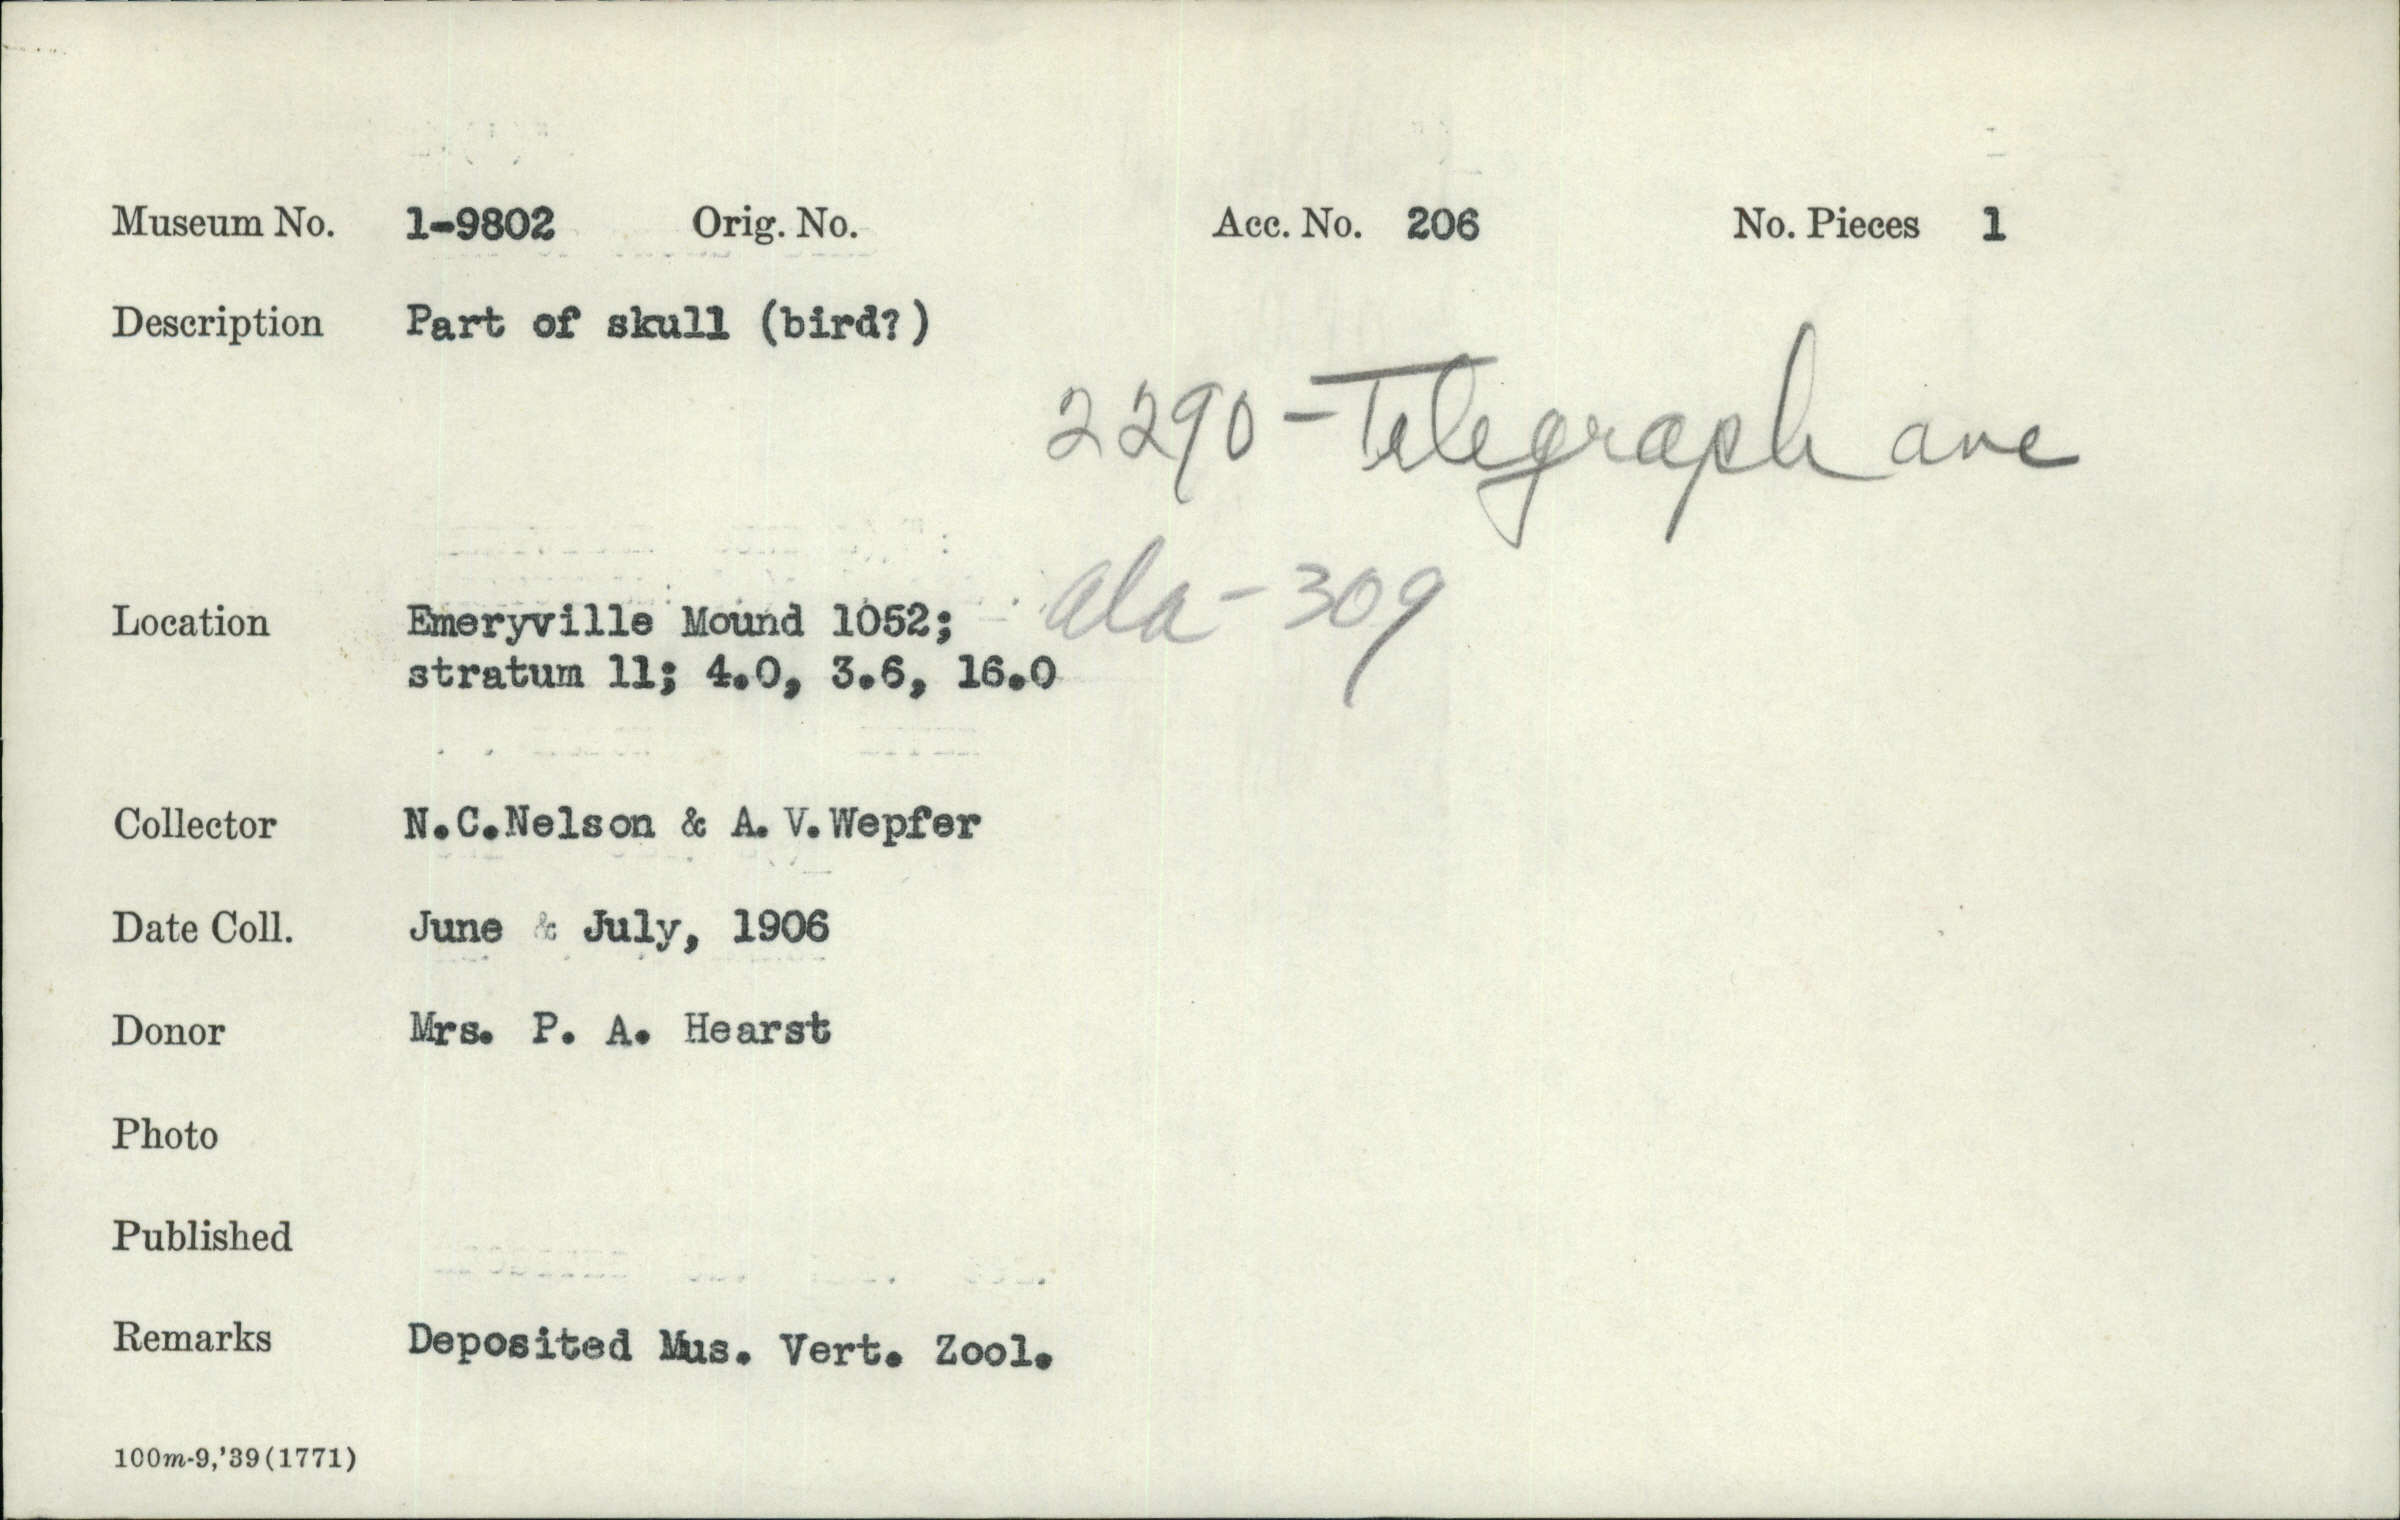 Museum No. 1-9802 Orig. No. Acc. No. 206 No. Pieces 1
Description Part of skull (bird?)
2290 - Telegraph ave
Location Emeryville Mound 1052; ala - 309
stratum 11; 4.0, 3.6, 16.0
Collector N.C.Nelson & A.V.Wepfer
Date Coll. June & July, 1906
Donor Mrs. P. A. Hearst
Photo
Published
Remarks Deposited Mus. Vert. Zool.
100m-9,'39(1771)